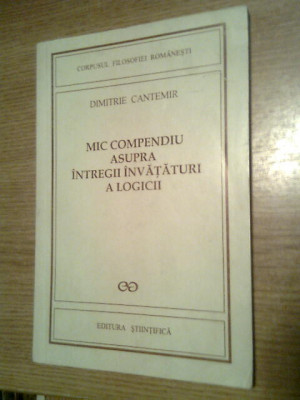 CORPUSUL FILOSOFIEI ROMÂNEȘTI
DIMITRIE CANTEMIR
MIC COMPENDIU
ASUPRA
ÎNTREGII ÎNVĂȚĂTURI
A LOGICII
EDITURA ȘTIINȚIFICĂ